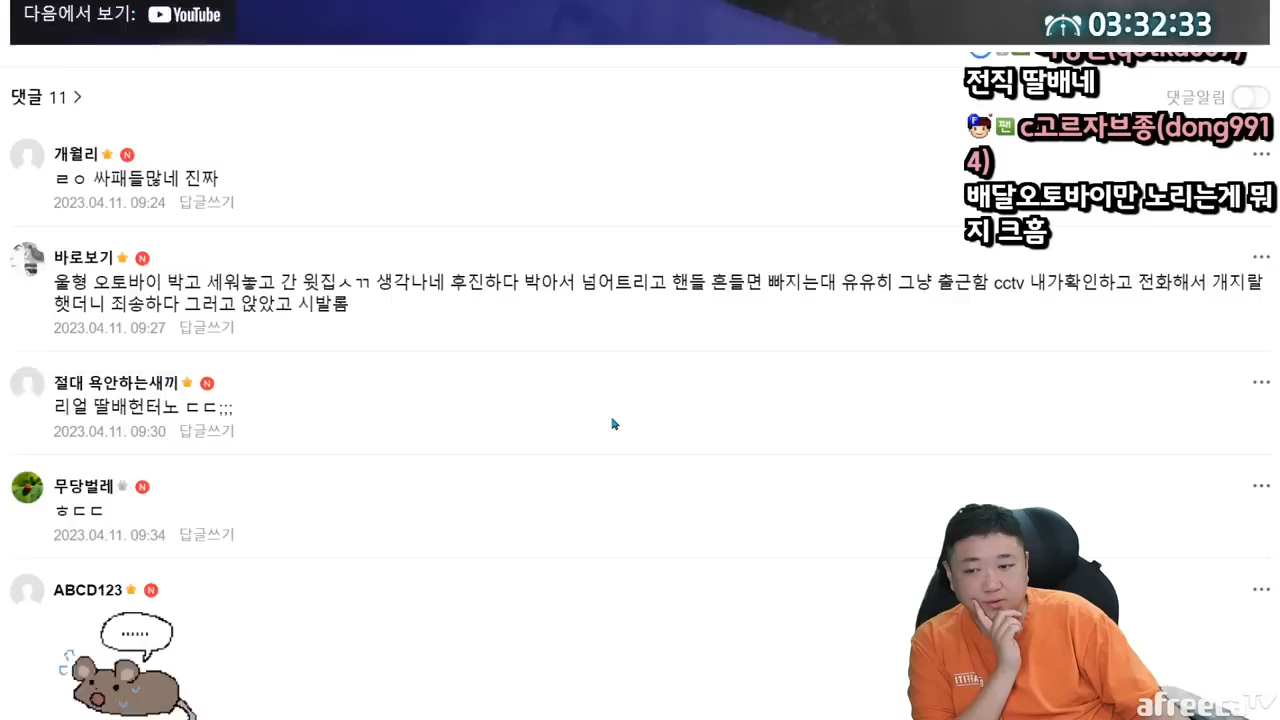 다음에서 보기: YouTube
03:32:33
전직 딸배네
댓글 11
댓글알림
팬 c고르자브종(dong991
4)
배달오토바이만 노리는게 뭐
지 크흠
개월리 N
ㄹㅇ 싸패들많네 진짜
2023.04.11. 09:24 답글쓰기
바로보기 N
울형 오토바이 박고 세워놓고 간 윗집ㅅㄲ 생각나네 후진하다 박아서 넘어트리고 핸들 흔들면 빠지는대 유유히 그냥 출근함 cctv 내가확인하고 전화해서 개지랄
햇더니 죄송하다 그러고 앉았고 시발롬
2023.04.11. 09:27 답글쓰기
절대 욕안하는새끼 N
리얼 딸배헌터노 ㄷㄷ;;;
2023.04.11. 09:30 답글쓰기
무당벌레 N
ㅎㄷㄷ
2023.04.11. 09:34 답글쓰기
ABCD123 N
......
afreecaTV